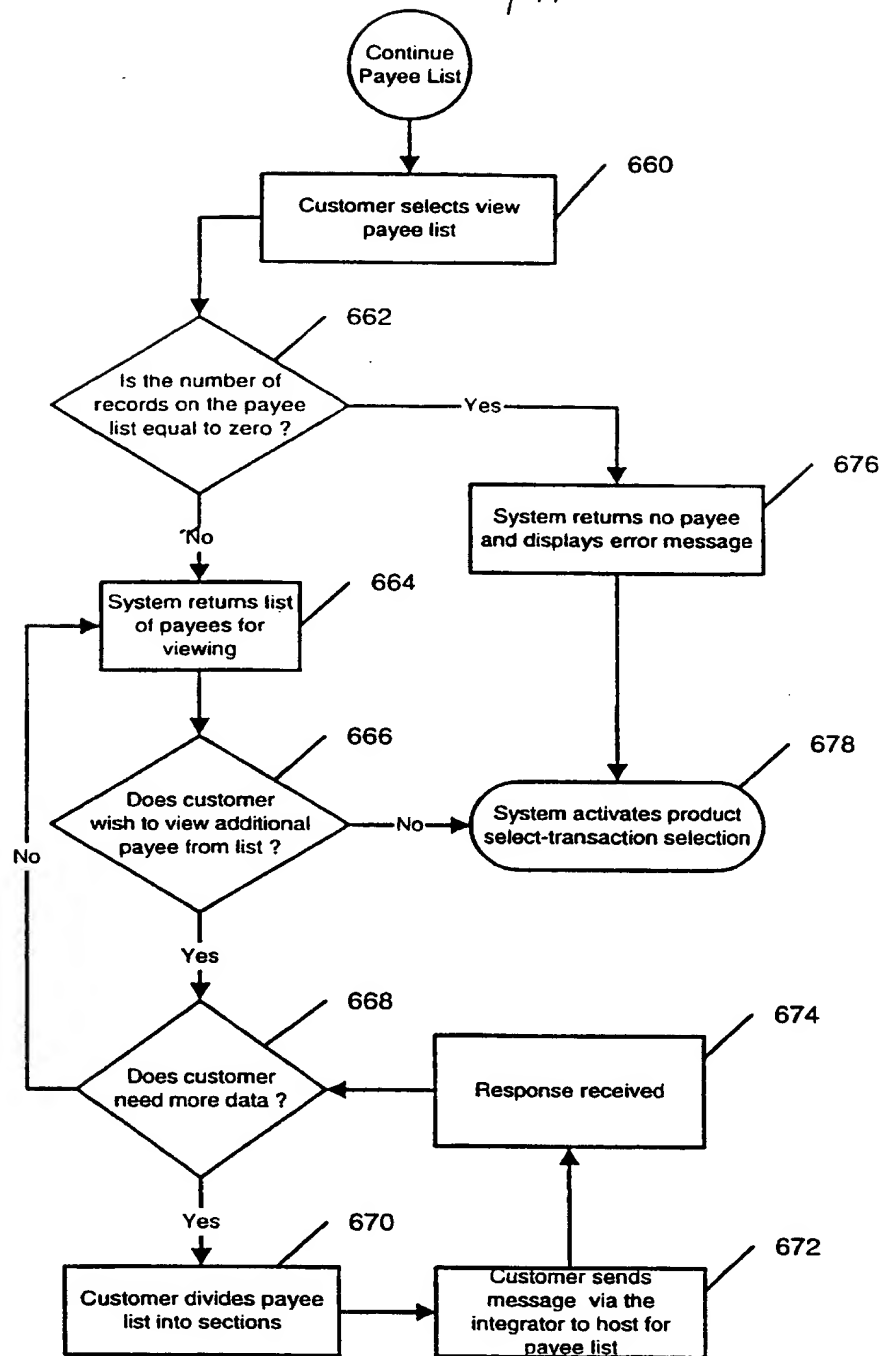 Continue
Payee List
660
Customer selects view
payee list
662
Is the number of
records on the payee
list equal to zero ?
Yes
676
System returns no payee
and displays error message
No
664
System returns list
of payees for
viewing
666
Does customer
wish to view additional
payee from list ?
No
678
System activates product
select-transaction selection
No
Yes
668
Does customer
need more data ?
674
Response received
Yes
670
Customer divides payee
list into sections
672
Customer sends
message via the
integrator to host for
payee list